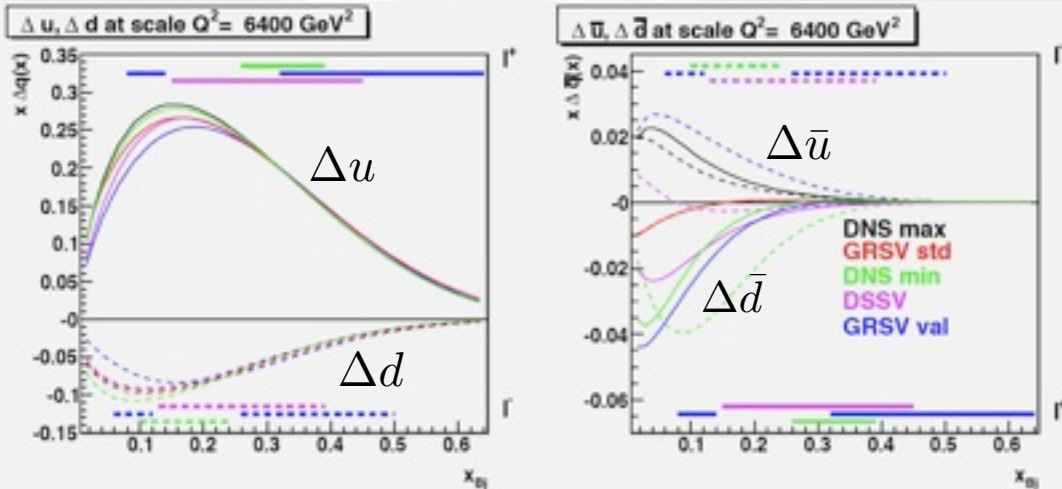 Δ u, Δ d at scale Q²= 6400 GeV²
x Δq(x)
0.35
0.3
0.25
0.2
0.15
0.1
0.05
-0
-0.05
-0.1
-0.15
0.1 0.2 0.3 0.4 0.5 0.6
x Bj
Δu
Δd
l⁺
l⁻
Δ u̅, Δ d̅ at scale Q²= 6400 GeV²
x Δq̅(x)
0.04
0.02
-0
-0.02
-0.04
-0.06
0.1 0.2 0.3 0.4 0.5 0.6
x Bj
Δū
Δd̄
DNS max
GRSV std
DNS min
DSSV
GRSV val